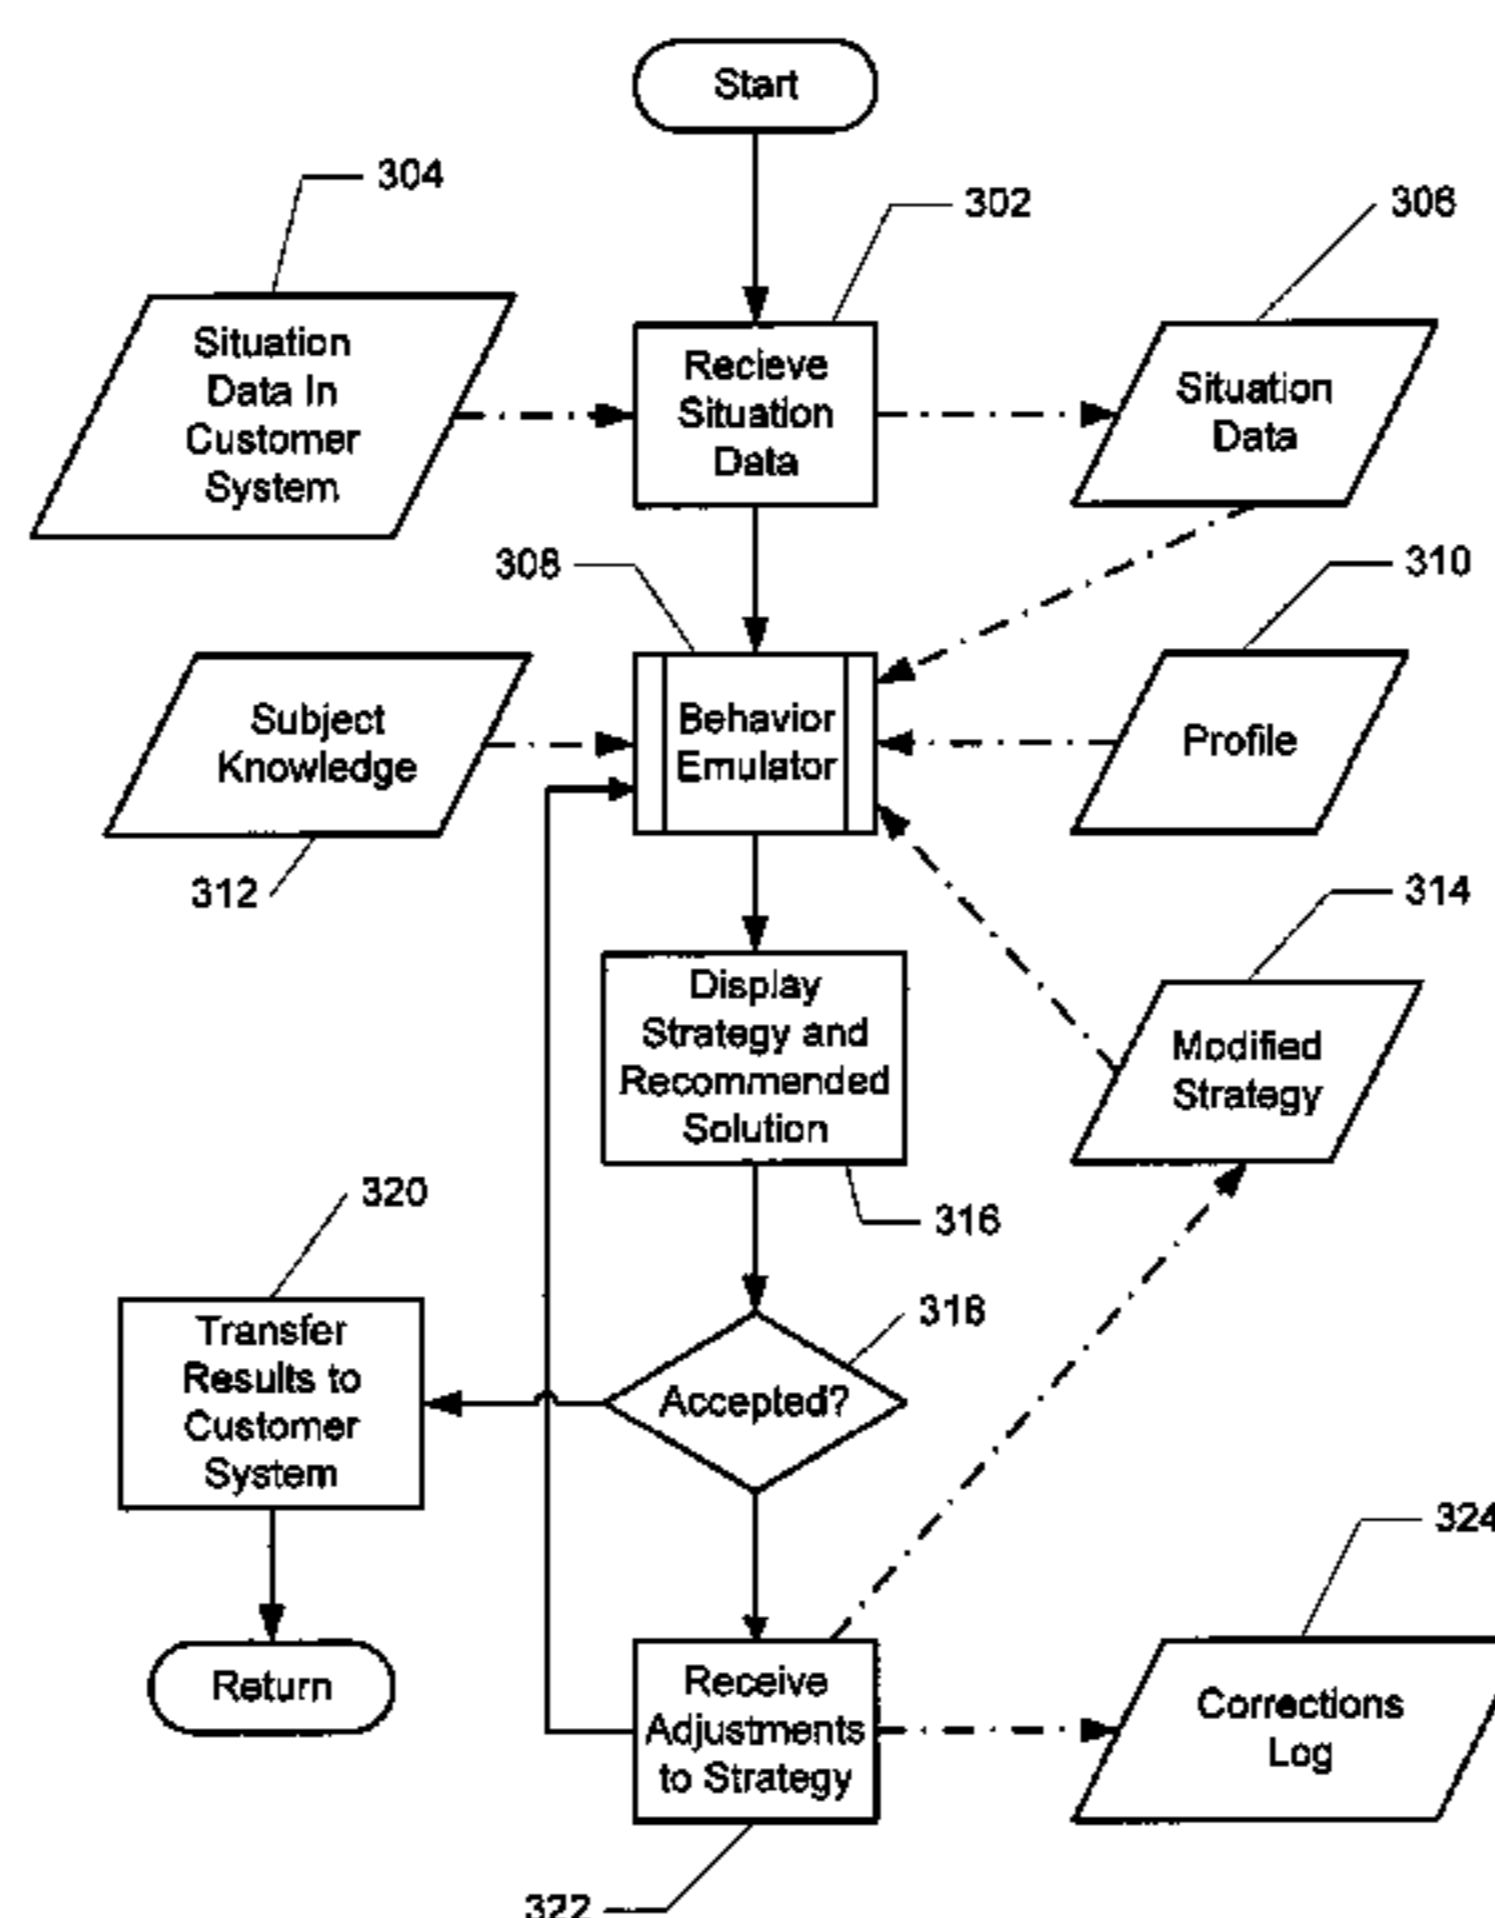 Start
304
302
306
Situation
Data In
Customer
System
Recieve
Situation
Data
Situation
Data
308
310
Subject
Knowledge
Behavior
Emulator
Profile
312
314
Display
Strategy and
Recommended
Solution
Modified
Strategy
316
320
318
Transfer
Results to
Customer
System
Accepted?
324
Return
Receive
Adjustments
to Strategy
Corrections
Log
322